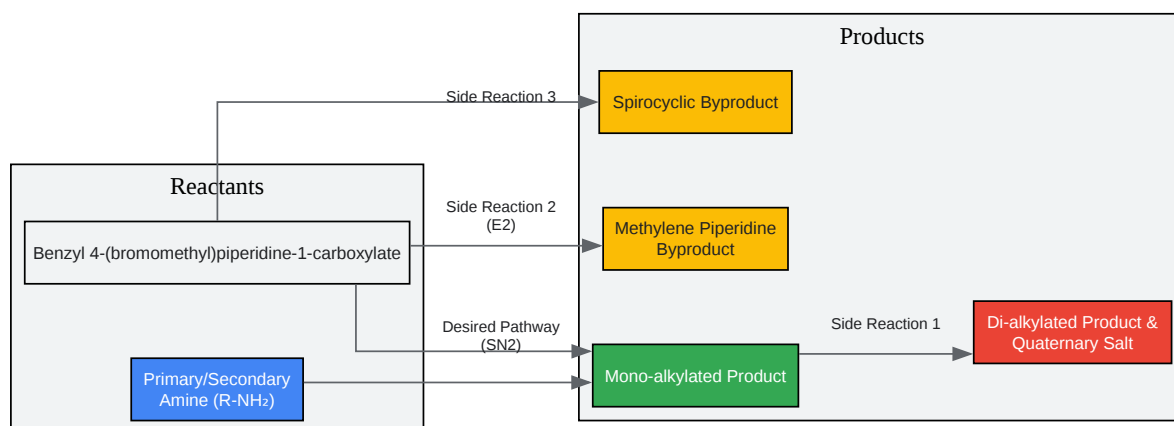 Products
Side Reaction 3
Spirocyclic Byproduct
Reactants
Side Reaction 2
(E2)
Methylene Piperidine
Byproduct
Benzyl 4-(bromomethyl)piperidine-1-carboxylate
Desired Pathway
(SN2)
Side Reaction 1
Di-alkylated Product &
Quaternary Salt
Primary/Secondary
Amine (R-NH₂)
Mono-alkylated Product